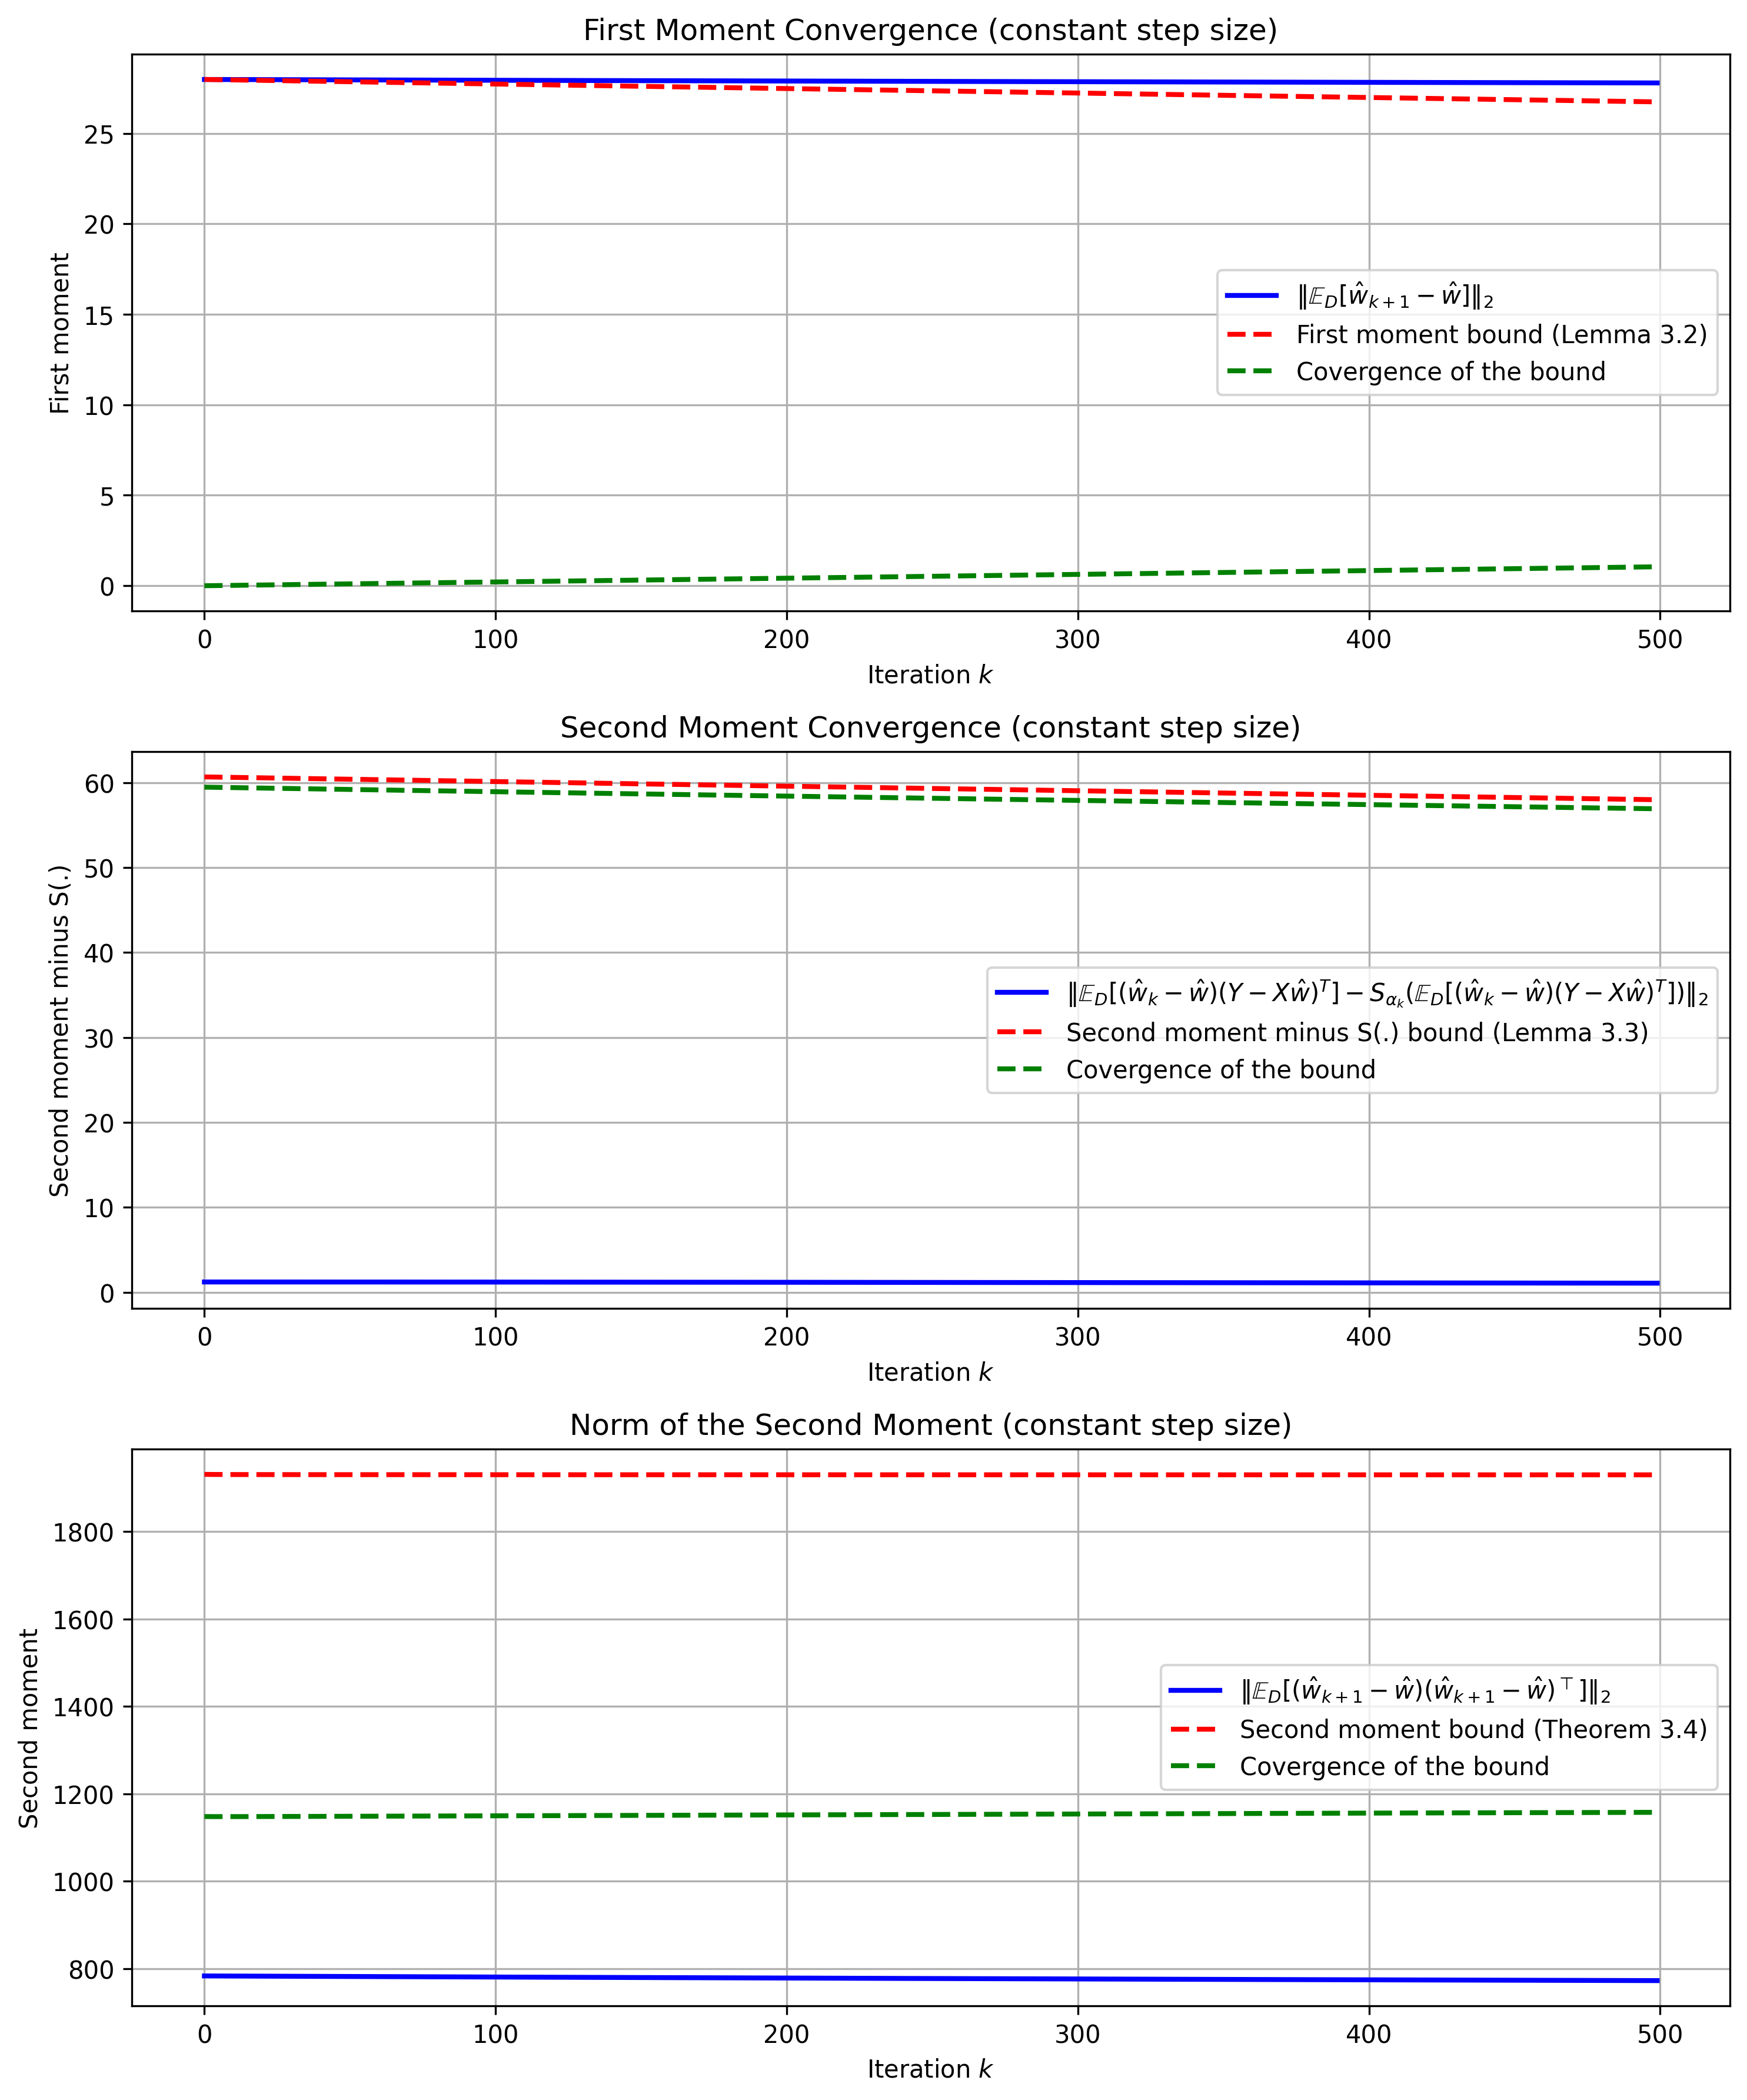 First Moment Convergence (constant step size)
First moment
25
20
15
10
5
0
‖𝔼_D[ŵ_{k+1} − ŵ]‖₂
First moment bound (Lemma 3.2)
Covergence of the bound
0 100 200 300 400 500
Iteration k
Second Moment Convergence (constant step size)
Second moment minus S(.)
60
50
40
30
20
10
0
‖𝔼_D[(ŵ_k − ŵ)(Y − Xŵ)^T] − S_{α_k}(𝔼_D[(ŵ_k − ŵ)(Y − Xŵ)^T])‖₂
Second moment minus S(.) bound (Lemma 3.3)
Covergence of the bound
0 100 200 300 400 500
Iteration k
Norm of the Second Moment (constant step size)
Second moment
1800
1600
1400
1200
1000
800
‖𝔼_D[(ŵ_{k+1} − ŵ)(ŵ_{k+1} − ŵ)^⊤]‖₂
Second moment bound (Theorem 3.4)
Covergence of the bound
0 100 200 300 400 500
Iteration k